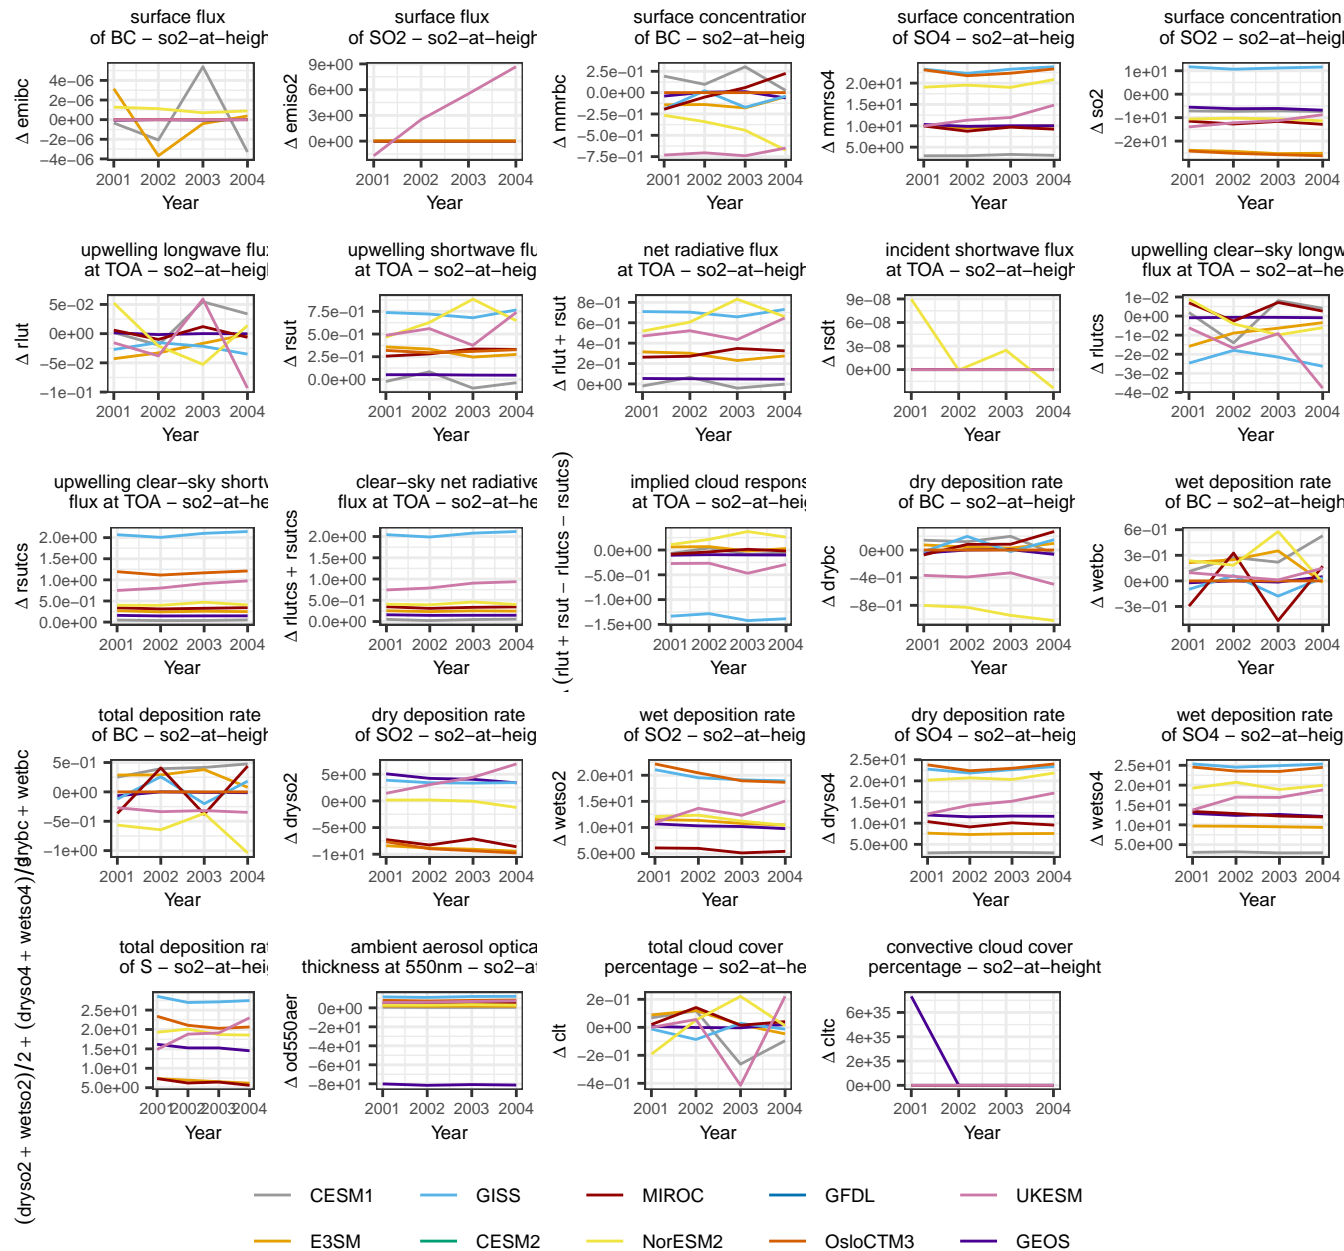 surface flux
of BC − so2−at−heigh
Δ emibc
4e−06
2e−06
0e+00
−2e−06
−4e−06
2001 2002 2003 2004
Year
surface flux
of SO2 − so2−at−heigh
Δ emiso2
9e+00
6e+00
3e+00
0e+00
2001 2002 2003 2004
Year
surface concentration
of BC − so2−at−heig
Δ mmrbc
2.5e−01
0.0e+00
−2.5e−01
−5.0e−01
−7.5e−01
2001 2002 2003 2004
Year
surface concentration
of SO4 − so2−at−heig
Δ mmrso4
2.0e+01
1.5e+01
1.0e+01
5.0e+00
2001 2002 2003 2004
Year
surface concentration
of SO2 − so2−at−heigh
Δ so2
1e+01
0e+00
−1e+01
−2e+01
2001 2002 2003 2004
Year
upwelling longwave flux
at TOA − so2−at−heigh
Δ rlut
5e−02
0e+00
−5e−02
−1e−01
2001 2002 2003 2004
Year
upwelling shortwave flu
at TOA − so2−at−heigh
Δ rsut
7.5e−01
5.0e−01
2.5e−01
0.0e+00
2001 2002 2003 2004
Year
net radiative flux
at TOA − so2−at−heigh
Δ rlut + rsut
8e−01
6e−01
4e−01
2e−01
0e+00
2001 2002 2003 2004
Year
incident shortwave flux
at TOA − so2−at−heigh
Δ rsdt
9e−08
6e−08
3e−08
0e+00
2001 2002 2003 2004
Year
upwelling clear−sky longw
flux at TOA − so2−at−he
Δ rlutcs
1e−02
0e+00
−1e−02
−2e−02
−3e−02
−4e−02
2001 2002 2003 2004
Year
upwelling clear−sky shortw
flux at TOA − so2−at−he
Δ rsutcs
2.0e+00
1.5e+00
1.0e+00
5.0e−01
0.0e+00
2001 2002 2003 2004
Year
clear−sky net radiative
flux at TOA − so2−at−he
Δ rlutcs + rsutcs
2.0e+00
1.5e+00
1.0e+00
5.0e−01
0.0e+00
2001 2002 2003 2004
Year
implied cloud respons
at TOA − so2−at−heigh
(rlut + rsut − rlutcs − rsutcs)
0.0e+00
−5.0e−01
−1.0e+00
−1.5e+00
2001 2002 2003 2004
Year
dry deposition rate
of BC − so2−at−heigh
Δ drybc
0e+00
−4e−01
−8e−01
2001 2002 2003 2004
Year
wet deposition rate
of BC − so2−at−heigh
Δ wetbc
6e−01
3e−01
0e+00
−3e−01
2001 2002 2003 2004
Year
total deposition rate
of BC − so2−at−heigh
drybc + wetbc
5e−01
0e+00
−5e−01
−1e+00
2001 2002 2003 2004
Year
dry deposition rate
of SO2 − so2−at−heigh
Δ dryso2
5e+00
0e+00
−5e+00
−1e+01
2001 2002 2003 2004
Year
wet deposition rate
of SO2 − so2−at−heig
Δ wetso2
2.0e+01
1.5e+01
1.0e+01
5.0e+00
2001 2002 2003 2004
Year
dry deposition rate
of SO4 − so2−at−heig
Δ dryso4
2.5e+01
2.0e+01
1.5e+01
1.0e+01
5.0e+00
2001 2002 2003 2004
Year
wet deposition rate
of SO4 − so2−at−heig
Δ wetso4
2.5e+01
2.0e+01
1.5e+01
1.0e+01
5.0e+00
2001 2002 2003 2004
Year
total deposition rat
of S − so2−at−heig
(dryso2 + wetso2)/2 + (dryso4 + wetso4)/3
2.5e+01
2.0e+01
1.5e+01
1.0e+01
5.0e+00
2001 2002 2003 2004
Year
ambient aerosol optica
thickness at 550nm − so2−at
Δ od550aer
0e+00
−2e+01
−4e+01
−6e+01
−8e+01
2001 2002 2003 2004
Year
total cloud cover
percentage − so2−at−he
Δ clt
2e−01
0e+00
−2e−01
−4e−01
2001 2002 2003 2004
Year
convective cloud cover
percentage − so2−at−height
Δ cltc
6e+35
4e+35
2e+35
0e+00
2001 2002 2003 2004
Year
CESM1 GISS MIROC GFDL UKESM
E3SM CESM2 NorESM2 OsloCTM3 GEOS